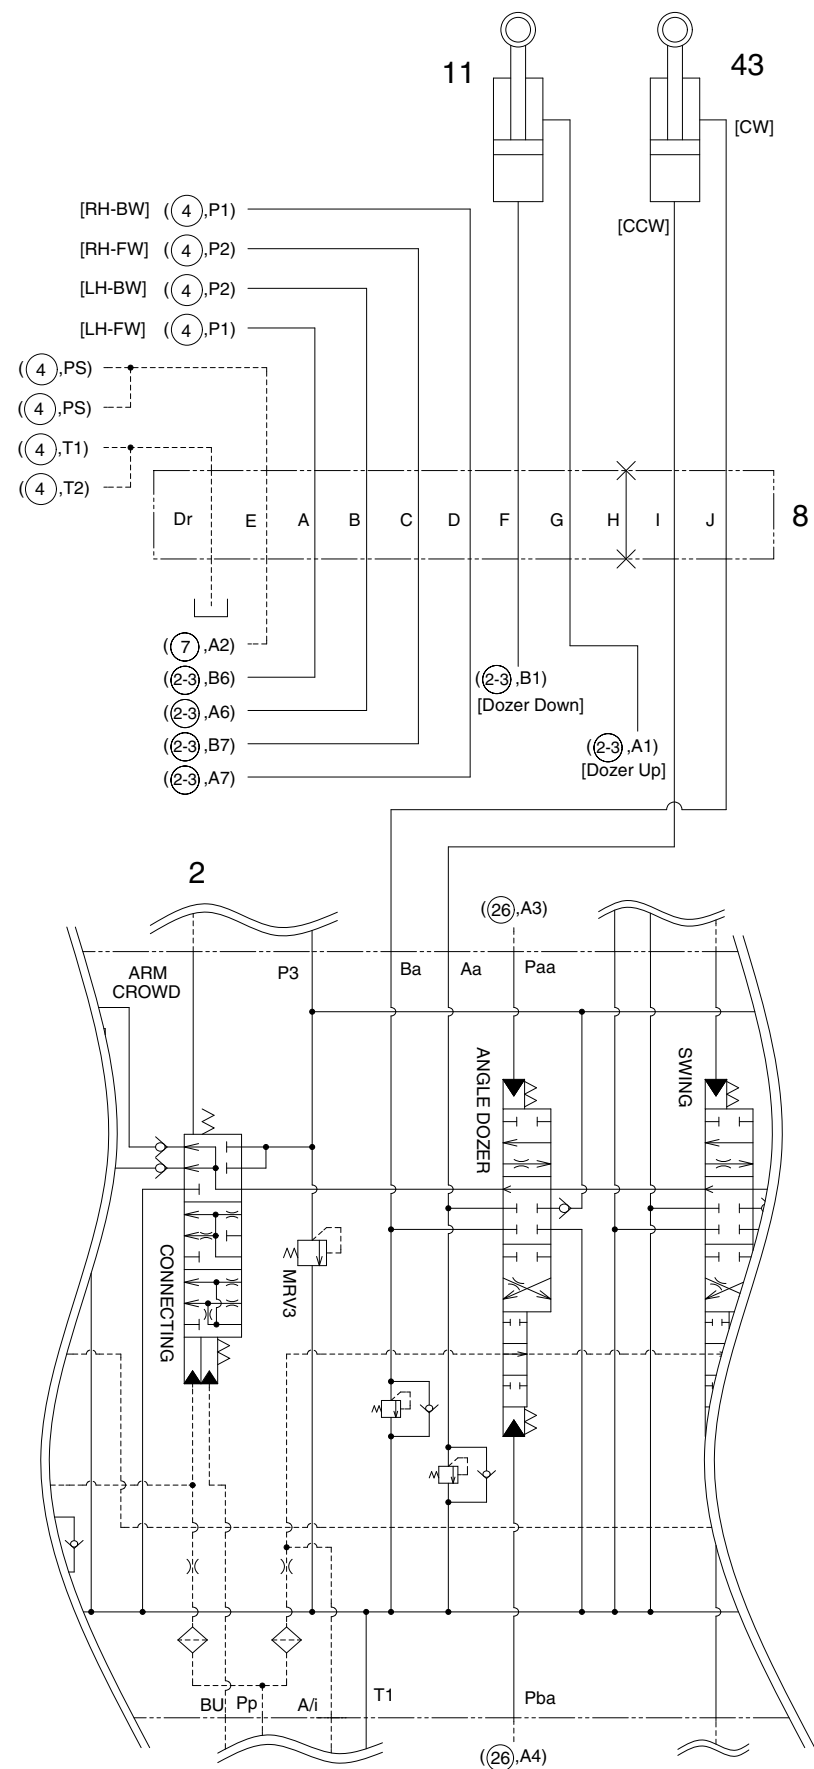 11
43
[CW]
[CCW]
[RH-BW] (4,P1)
[RH-FW] (4,P2)
[LH-BW] (4,P2)
[LH-FW] (4,P1)
(4,PS)
(4,PS)
(4,T1)
(4,T2)
Dr E A B C D F G H I J
8
(7,A2)
(2-3,B6)
(2-3,A6)
(2-3,B7)
(2-3,A7)
(2-3,B1)
[Dozer Down]
(2-3,A1)
[Dozer Up]
2
(26,A3)
ARM
CROWD
P3
Ba
Aa
Paa
ANGLE DOZER
SWING
CONNECTING
MRV3
BU
Pp
A/i
T1
Pba
(26,A4)